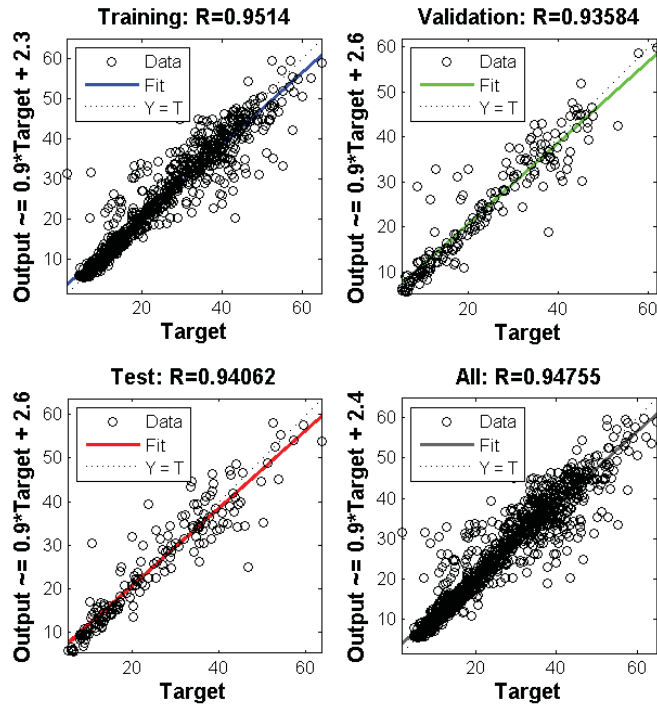 Training: R=0.9514
Output ~= 0.9*Target + 2.3
Data
Fit
Y = T
60
50
40
30
20
10
20
40
60
Target
Validation: R=0.93584
Output ~= 0.9*Target + 2.6
Data
Fit
Y = T
60
50
40
30
20
10
20
40
60
Target
Test: R=0.94062
Output ~= 0.9*Target + 2.6
Data
Fit
Y = T
60
50
40
30
20
10
20
40
60
Target
All: R=0.94755
Output ~= 0.9*Target + 2.4
Data
Fit
Y = T
60
50
40
30
20
10
20
40
60
Target